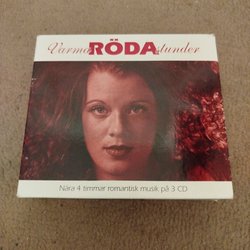 Varma RÖDA stunder
Nära 4 timmar romantisk musik på 3 CD